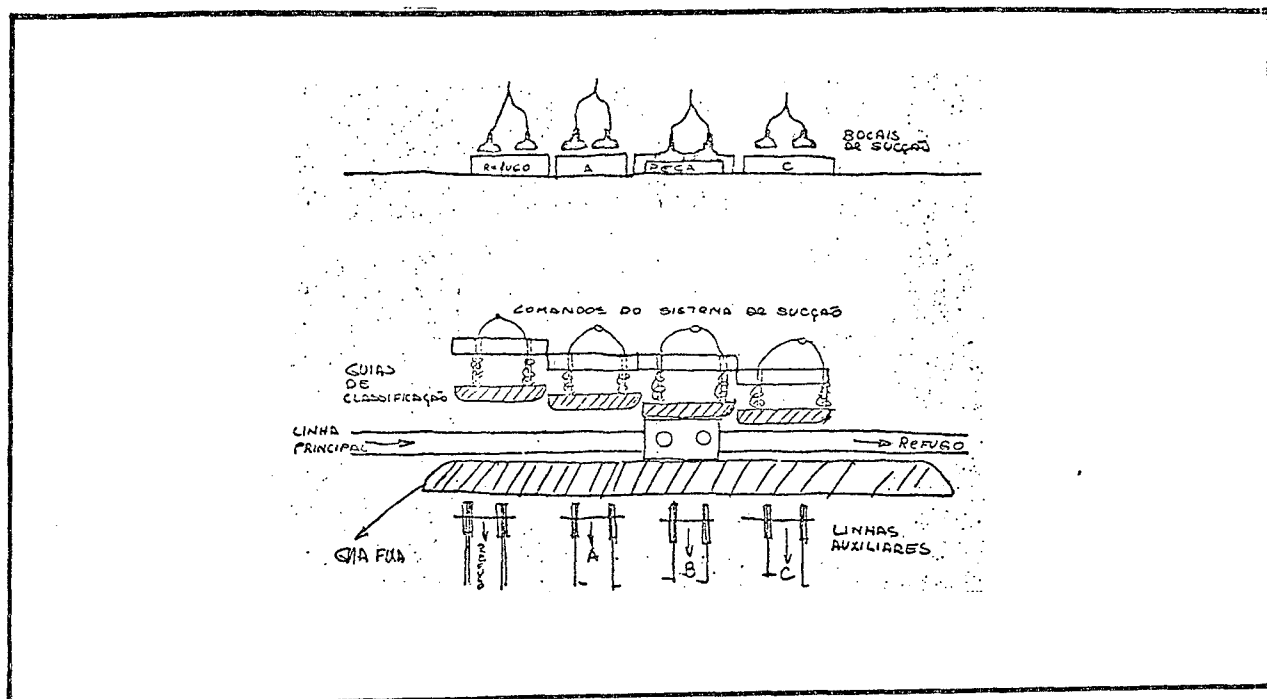 BOCAIS
DE SUCÇÃO
REFUGO A PEÇA C
COMANDOS DO SISTEMA DE SUCÇÃO
GUIAS
DE
CLASSIFICAÇÃO
LINHA
PRINCIPAL
REFUGO
GUIA FIXA
A B C
LINHAS
AUXILIARES